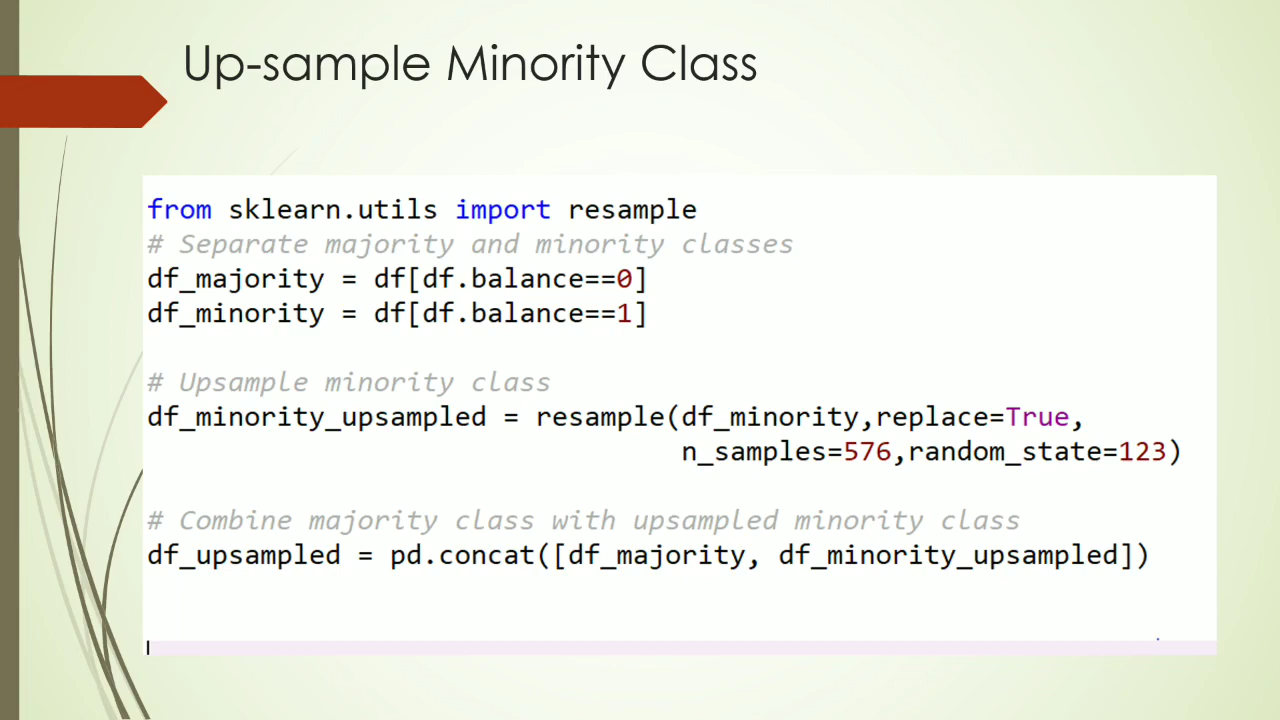 Up-sample Minority Class
from sklearn.utils import resample
# Separate majority and minority classes
df_majority = df[df.balance==0]
df_minority = df[df.balance==1]
# Upsample minority class
df_minority_upsampled = resample(df_minority,replace=True,
n_samples=576,random_state=123)
# Combine majority class with upsampled minority class
df_upsampled = pd.concat([df_majority, df_minority_upsampled])